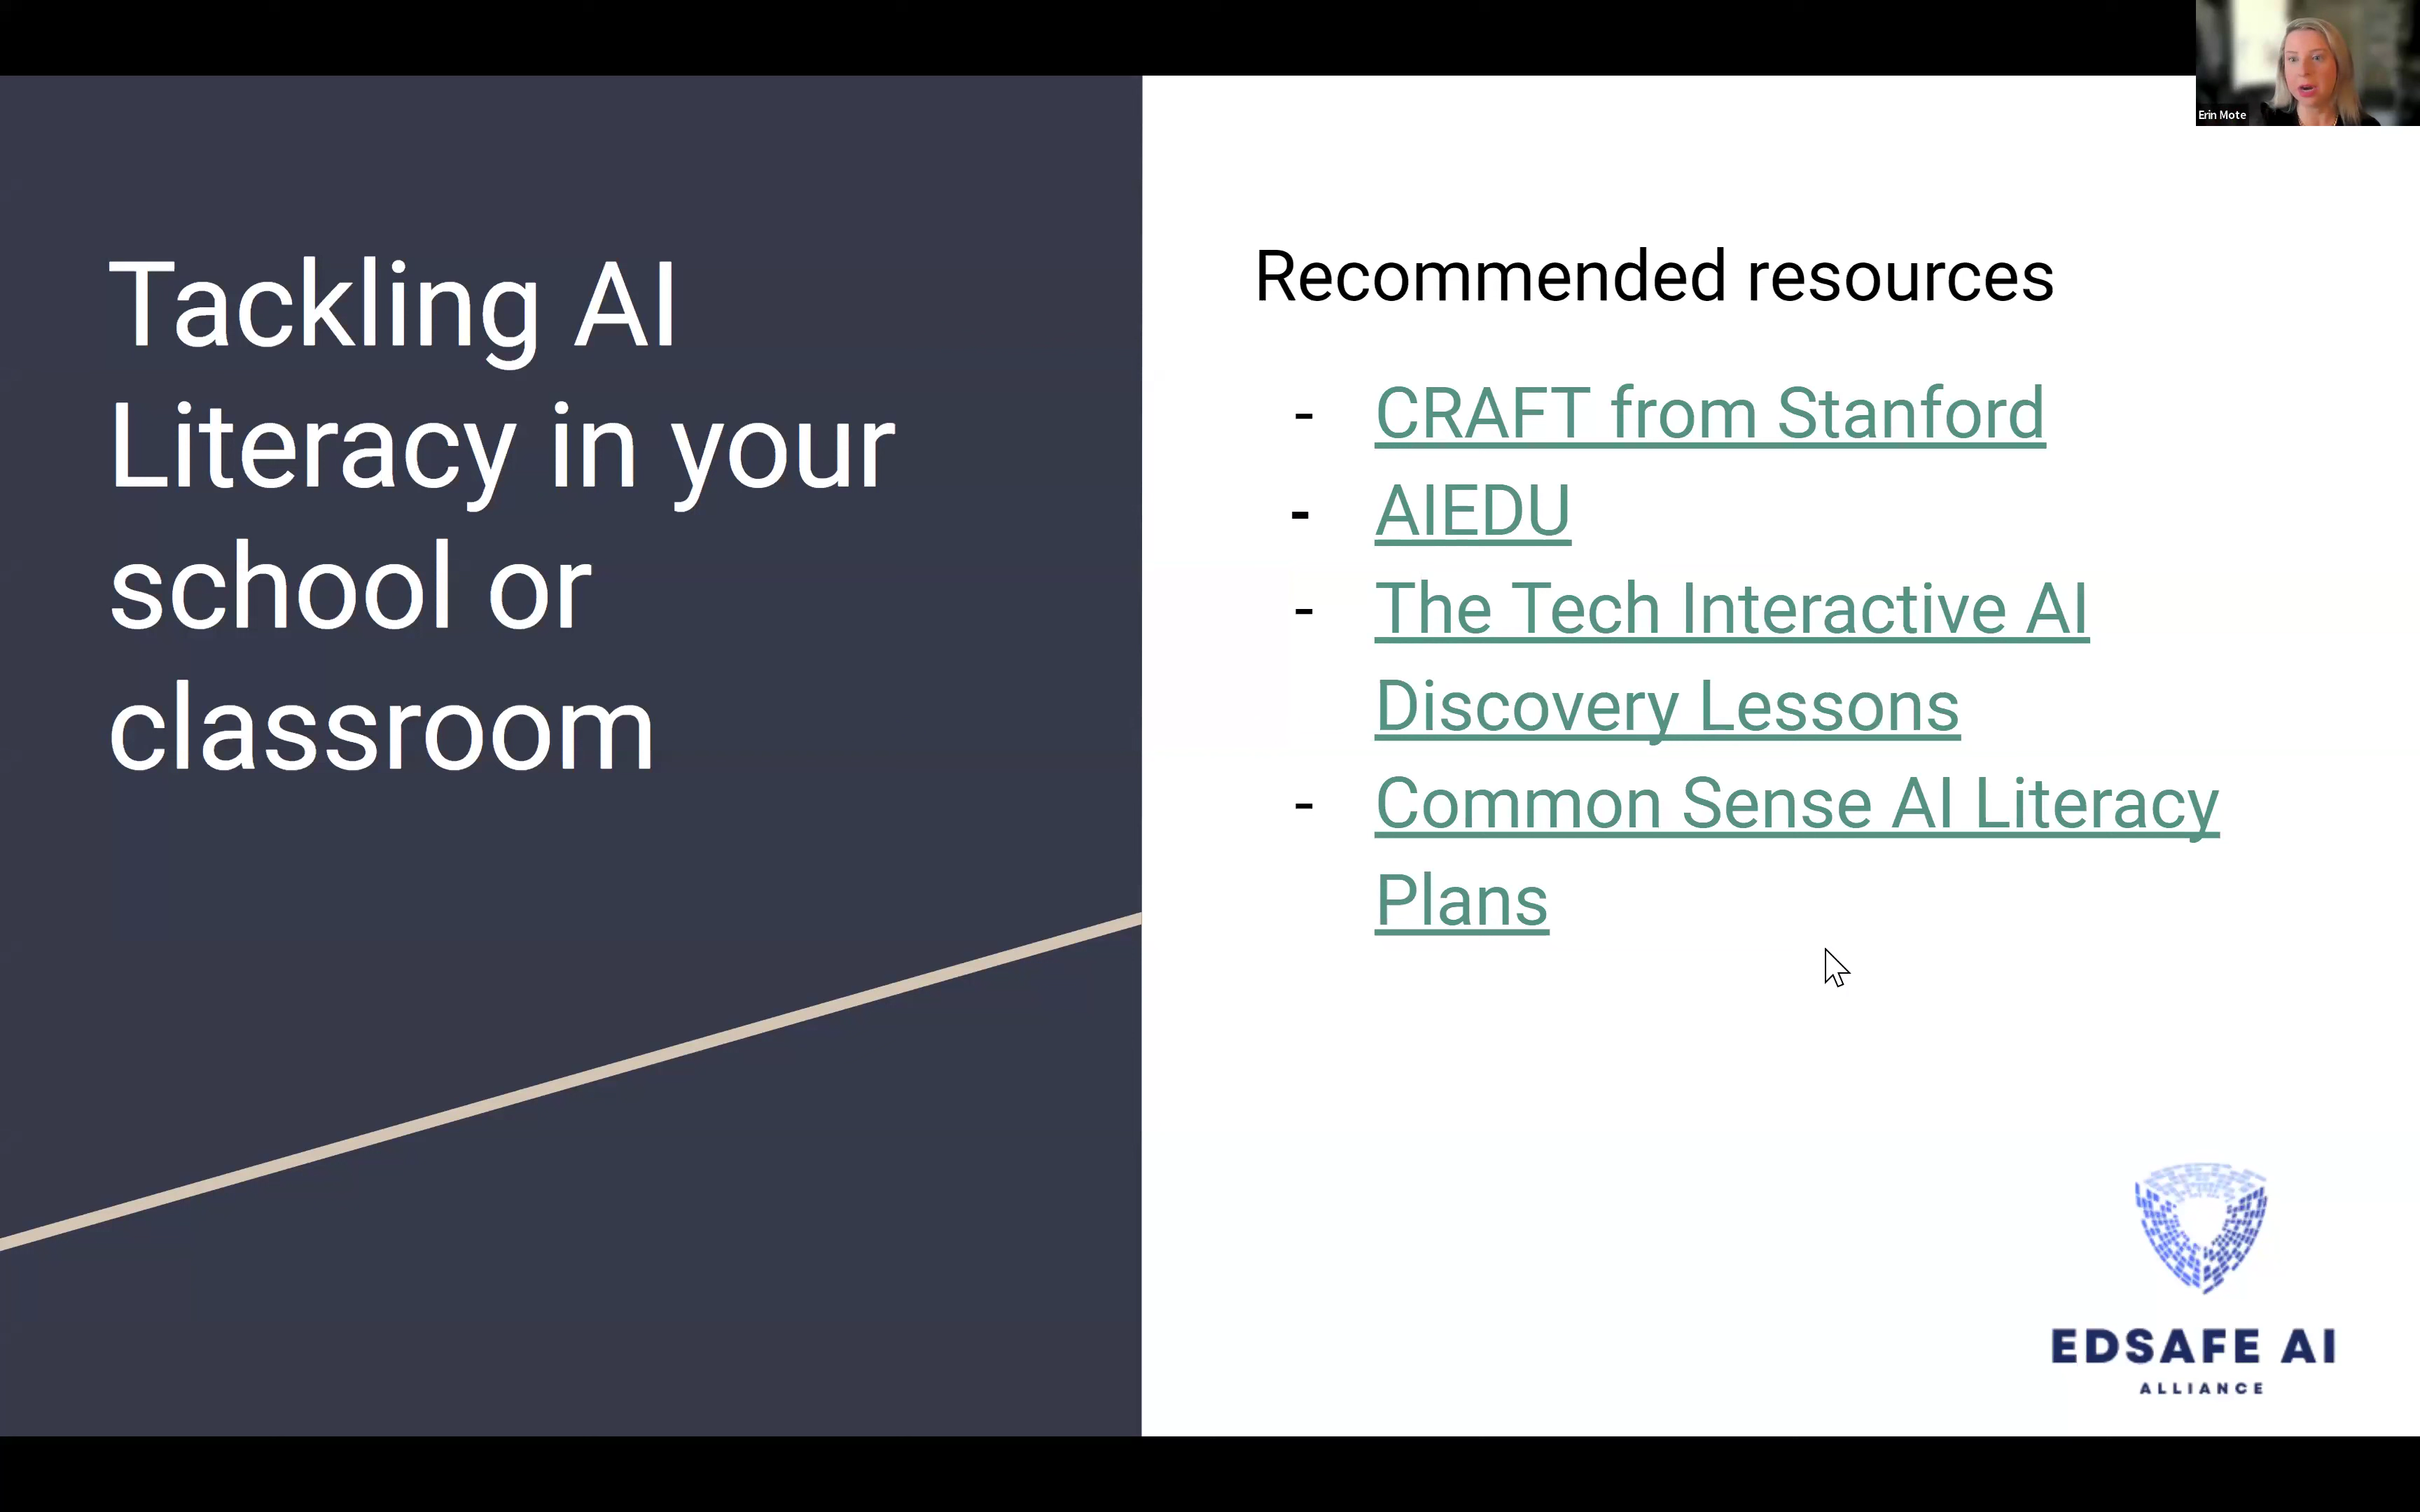 Erin Mote
Tackling AI
Literacy in your
school or
classroom
Recommended resources
- CRAFT from Stanford
- AIEDU
- The Tech Interactive AI
Discovery Lessons
- Common Sense AI Literacy
Plans
EDSAFE AI
ALLIANCE